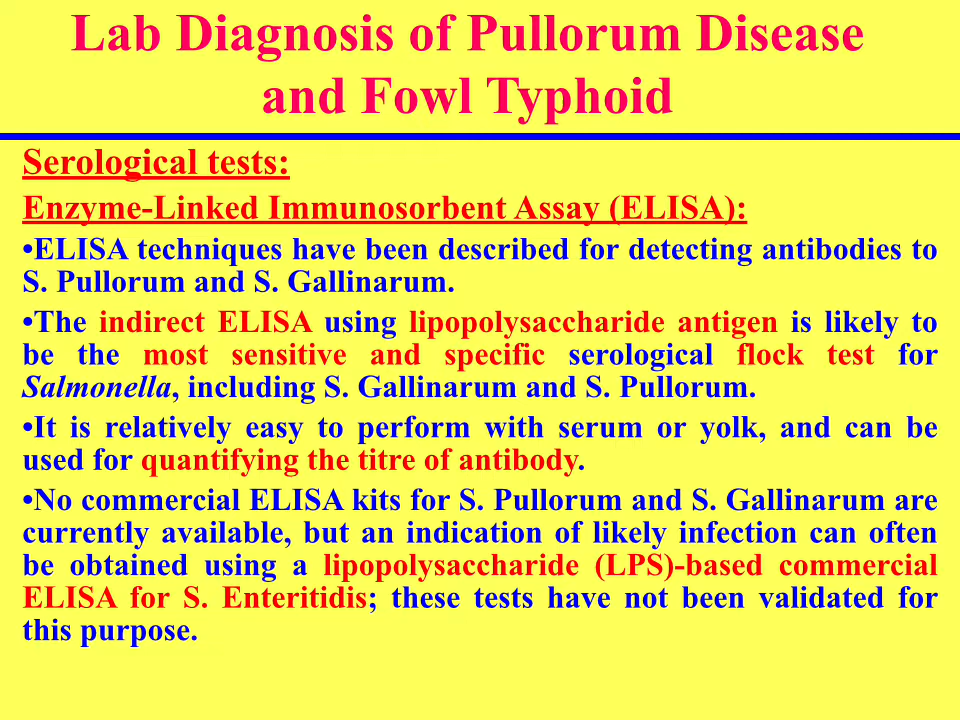 Lab Diagnosis of Pullorum Disease
and Fowl Typhoid
Serological tests:
Enzyme-Linked Immunosorbent Assay (ELISA):
•ELISA techniques have been described for detecting antibodies to
S. Pullorum and S. Gallinarum.
•The indirect ELISA using lipopolysaccharide antigen is likely to
be the most sensitive and specific serological flock test for
Salmonella, including S. Gallinarum and S. Pullorum.
•It is relatively easy to perform with serum or yolk, and can be
used for quantifying the titre of antibody.
•No commercial ELISA kits for S. Pullorum and S. Gallinarum are
currently available, but an indication of likely infection can often
be obtained using a lipopolysaccharide (LPS)-based commercial
ELISA for S. Enteritidis; these tests have not been validated for
this purpose.